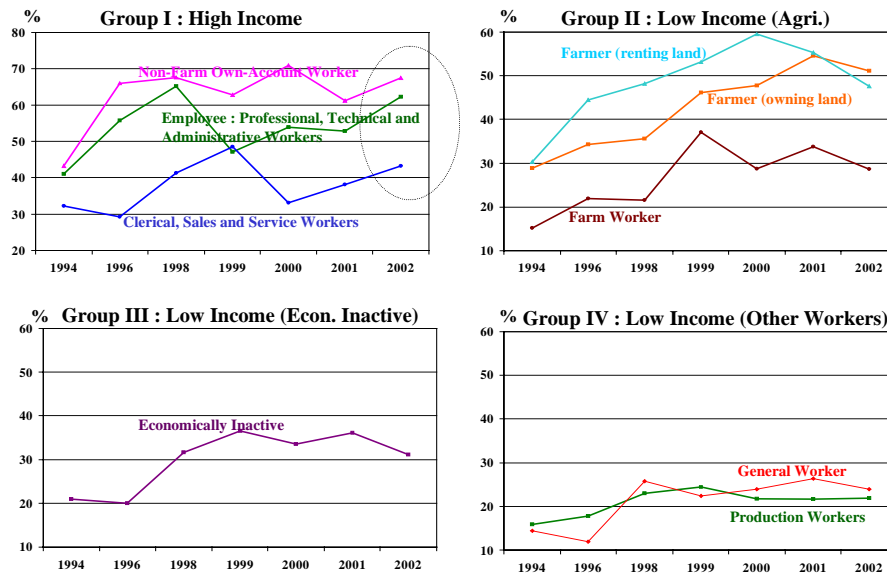 % Group I : High Income
80
70
60
50
40
30
20
Non-Farm Own-Account Worker
Employee : Professional, Technical and
Administrative Workers
Clerical, Sales and Service Workers
1994 1996 1998 1999 2000 2001 2002
% Group II : Low Income (Agri.)
60
50
40
30
20
10
Farmer (renting land)
Farmer (owning land)
Farm Worker
1994 1996 1998 1999 2000 2001 2002
% Group III : Low Income (Econ. Inactive)
60
50
40
30
20
10
Economically Inactive
1994 1996 1998 1999 2000 2001 2002
% Group IV : Low Income (Other Workers)
60
50
40
30
20
10
General Worker
Production Workers
1994 1996 1998 1999 2000 2001 2002